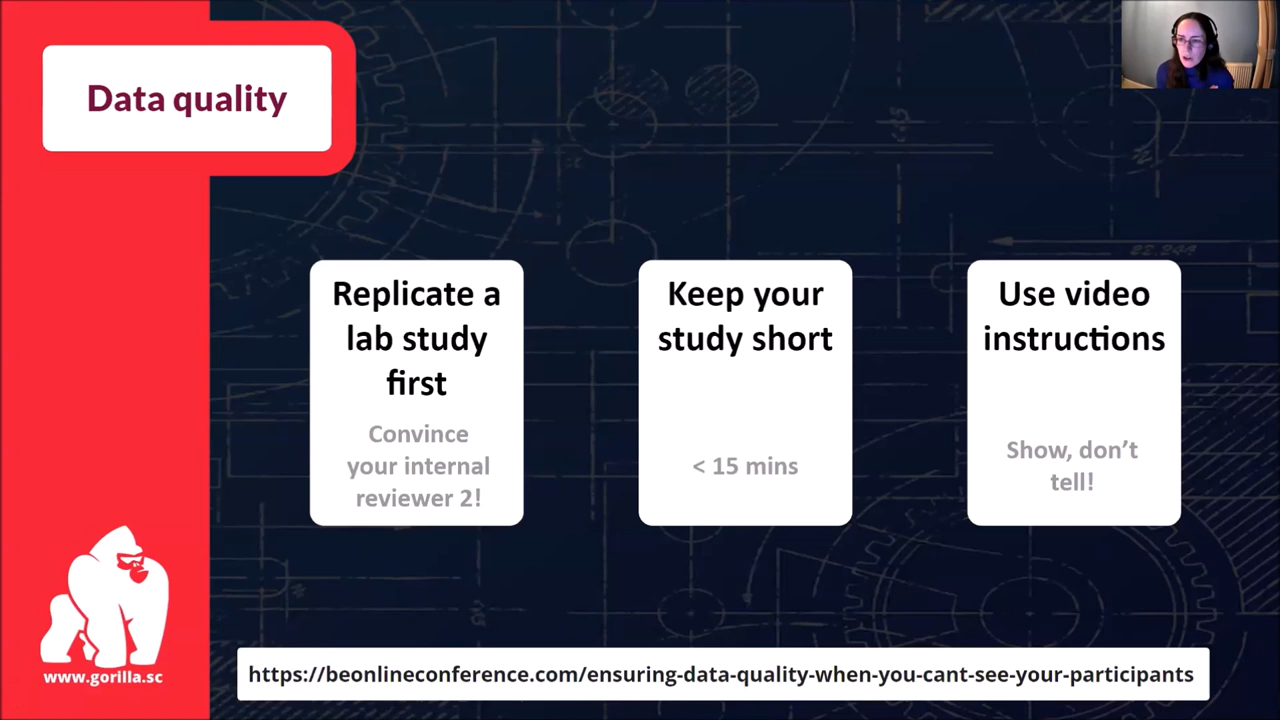 Data quality
Replicate a
lab study
first
Convince
your internal
reviewer 2!
Keep your
study short
< 15 mins
Use video
instructions
Show, don’t
tell!
www.gorilla.sc
https://beonlineconference.com/ensuring-data-quality-when-you-cant-see-your-participants